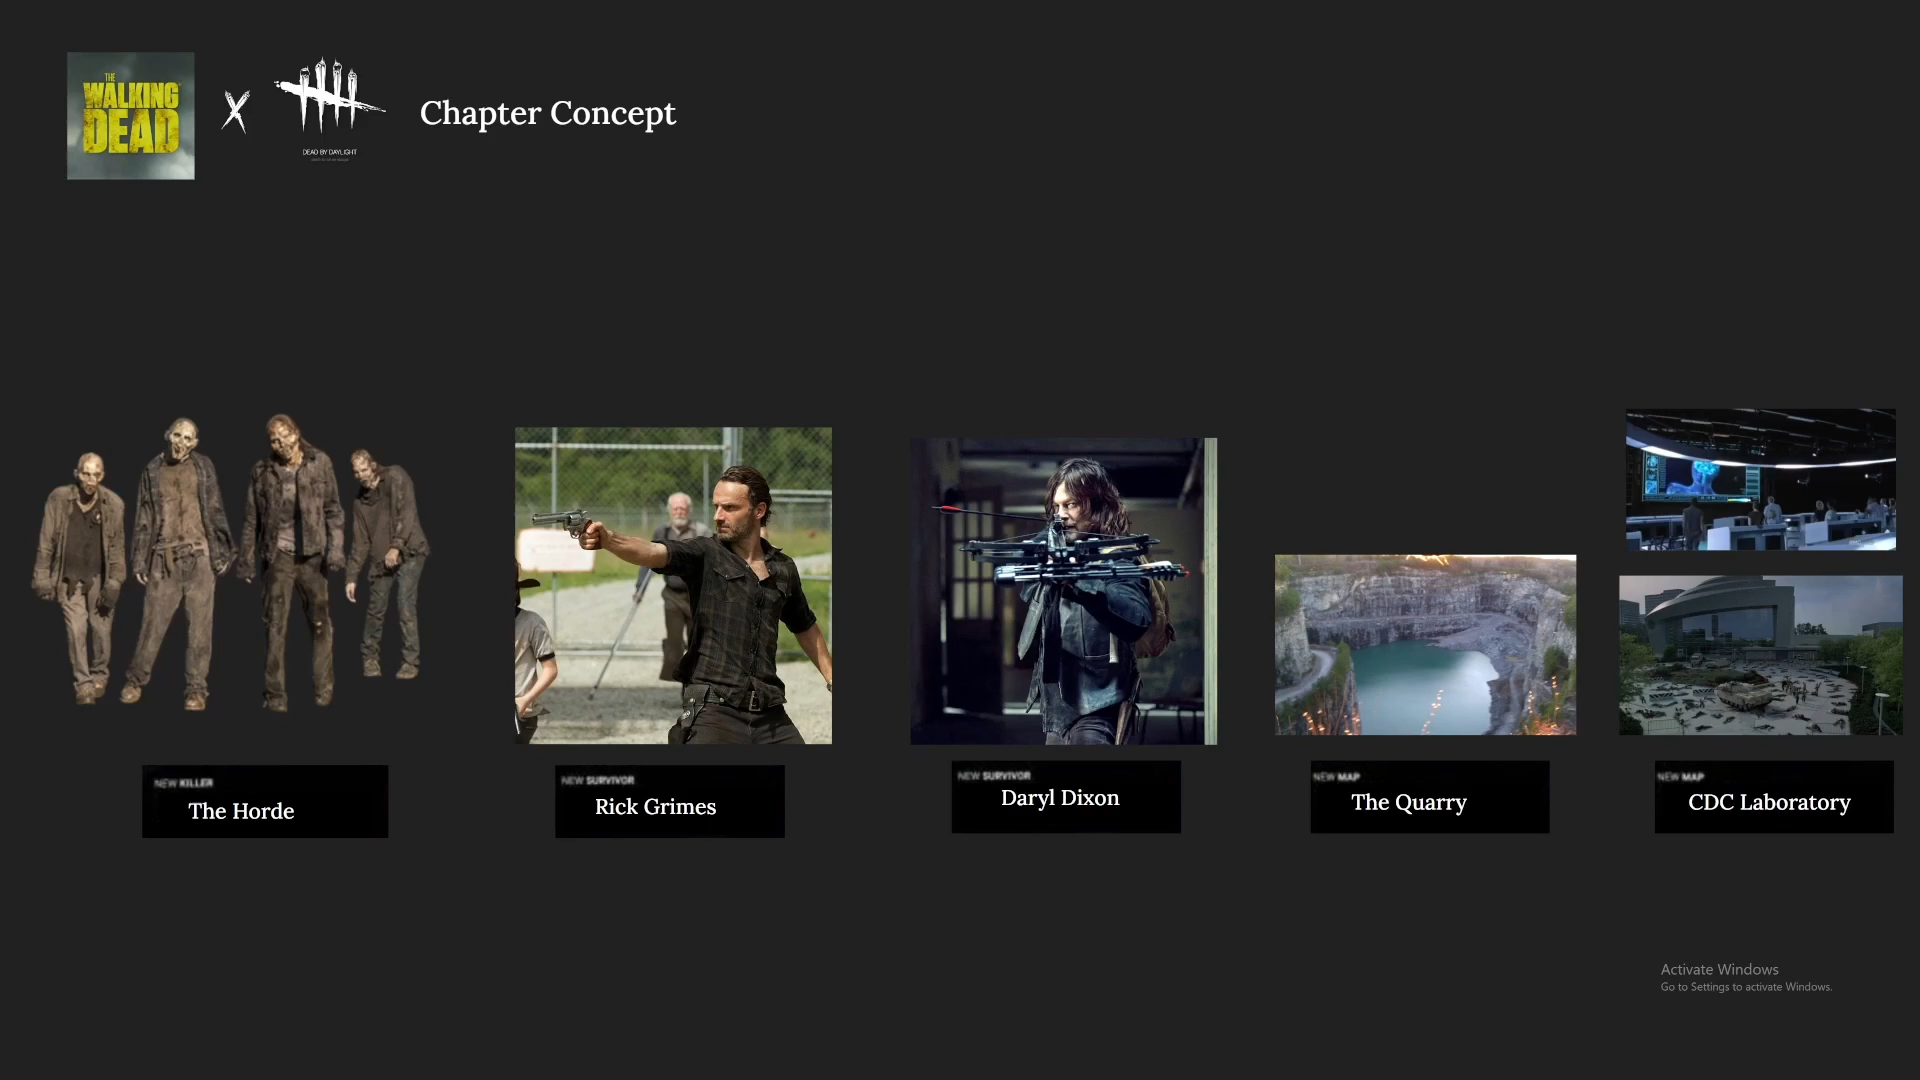 THE
WALKING
DEAD
X
DEAD BY DAYLIGHT
Chapter Concept
NEW KILLER
The Horde
NEW SURVIVOR
Rick Grimes
NEW SURVIVOR
Daryl Dixon
NEW MAP
The Quarry
NEW MAP
CDC Laboratory
Activate Windows
Go to Settings to activate Windows.